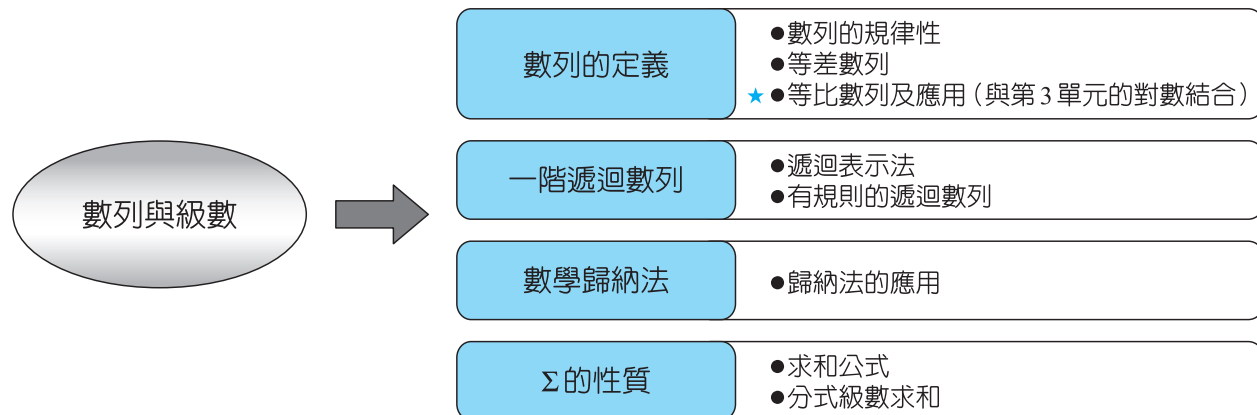 數列與級數
數列的定義
●數列的規律性
●等差數列
★●等比數列及應用（與第3單元的對數結合）
一階遞迴數列
●遞迴表示法
●有規則的遞迴數列
數學歸納法
●歸納法的應用
Σ的性質
●求和公式
●分式級數求和